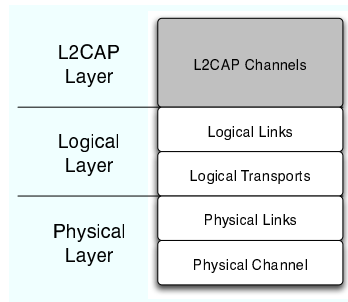 L2CAP
Layer
L2CAP Channels
Logical
Layer
Logical Links
Logical Transports
Physical
Layer
Physical Links
Physical Channel